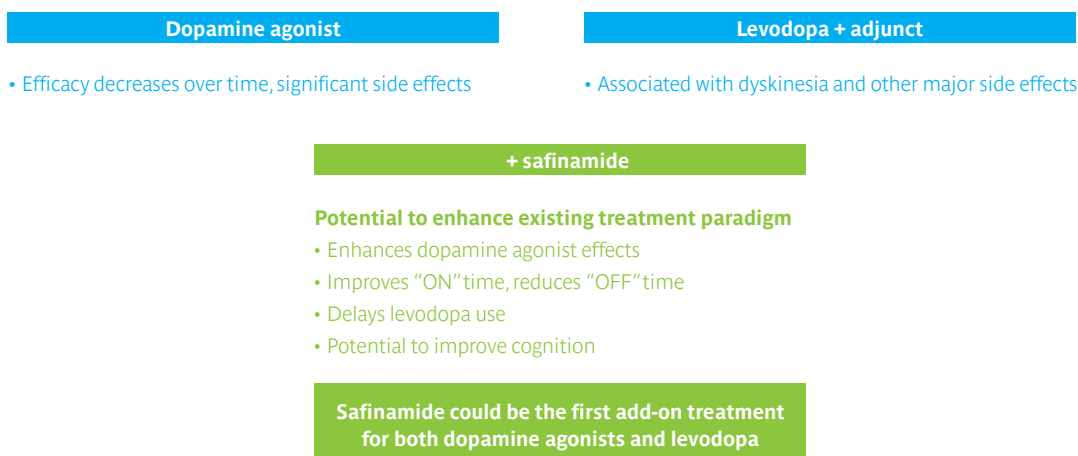 Dopamine agonist
Levodopa + adjunct
• Efficacy decreases over time, significant side effects
• Associated with dyskinesia and other major side effects
+ safinamide
Potential to enhance existing treatment paradigm
• Enhances dopamine agonist effects
• Improves “ON” time, reduces “OFF” time
• Delays levodopa use
• Potential to improve cognition
Safinamide could be the first add-on treatment
for both dopamine agonists and levodopa